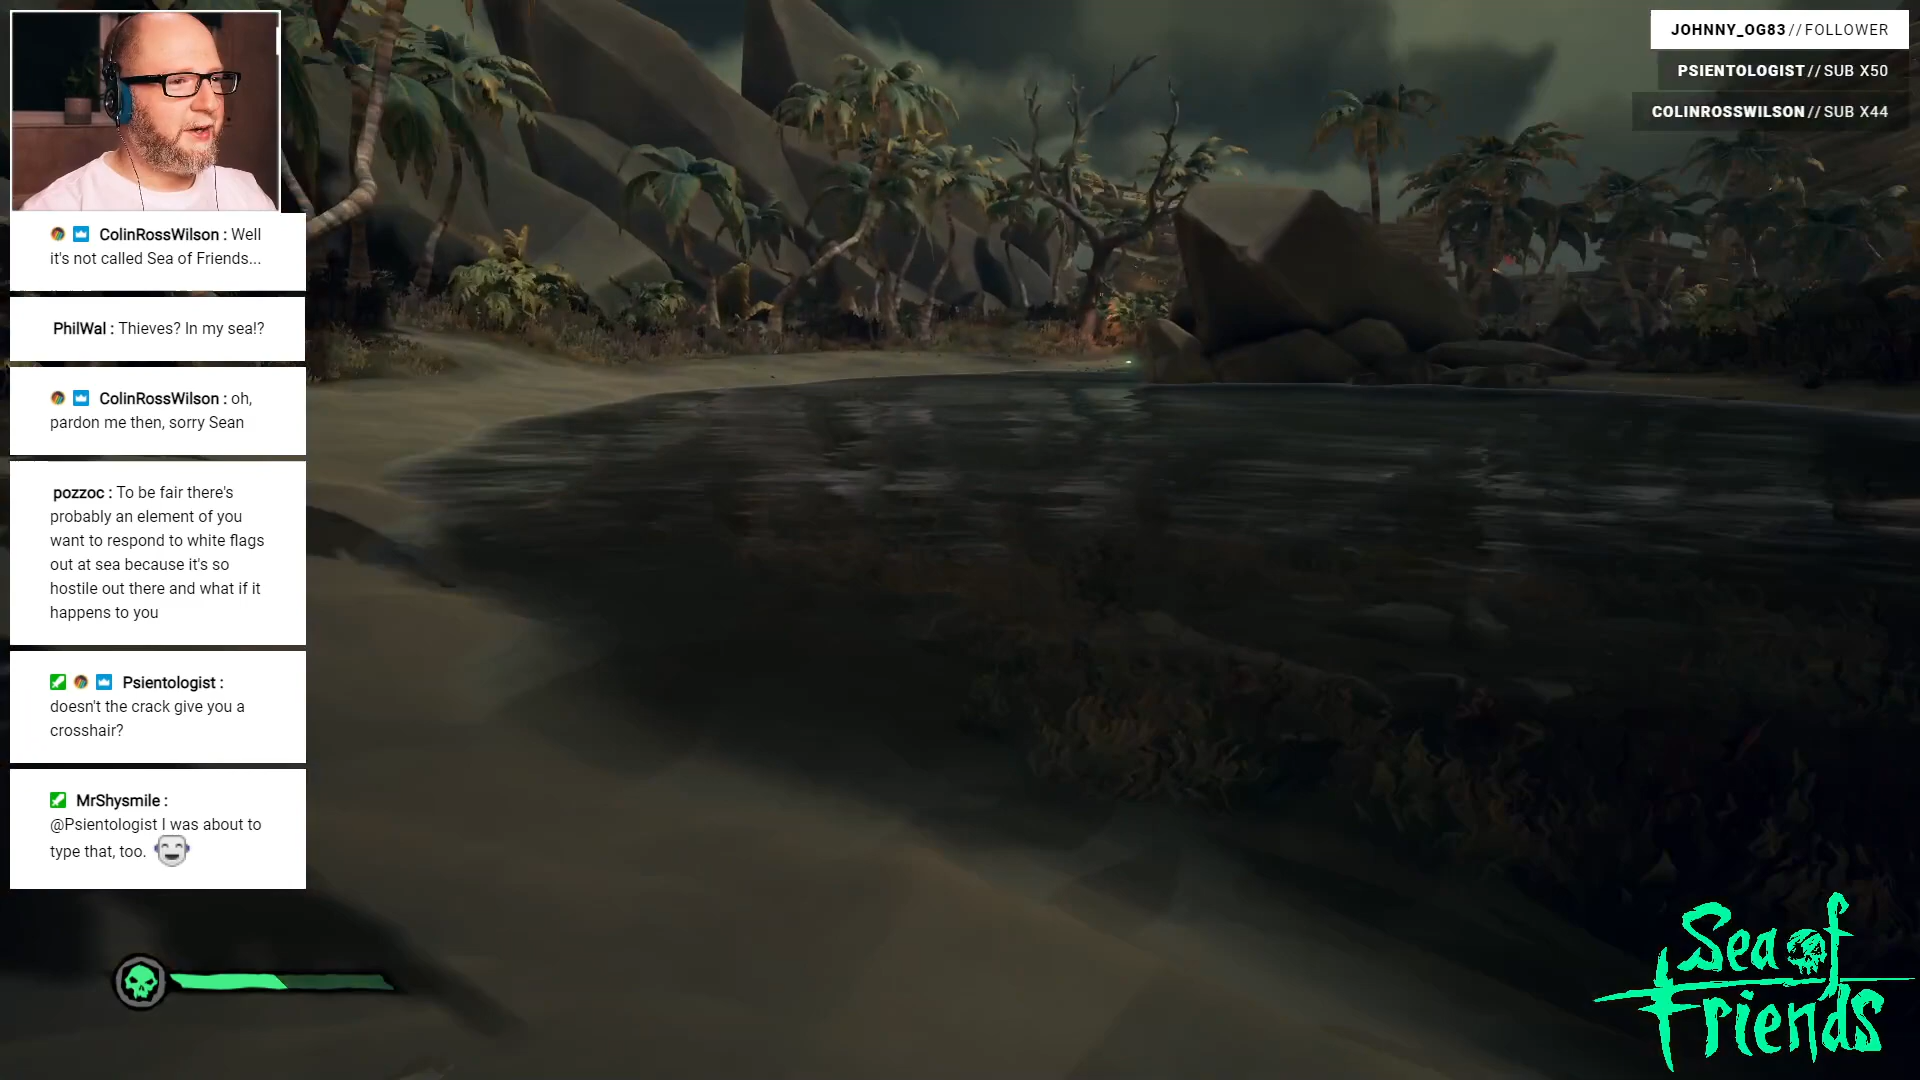 JOHNNY_OG83 // FOLLOWER
PSIENTOLOGIST // SUB X50
COLINROSSWILSON // SUB X44
ColinRossWilson : Well
it's not called Sea of Friends...
PhilWal : Thieves? In my sea!?
ColinRossWilson : oh,
pardon me then, sorry Sean
pozzoc : To be fair there's
probably an element of you
want to respond to white flags
out at sea because it's so
hostile out there and what if it
happens to you
Psientologist :
doesn't the crack give you a
crosshair?
MrShysmile :
@Psientologist I was about to
type that, too.
Sea of
Friends